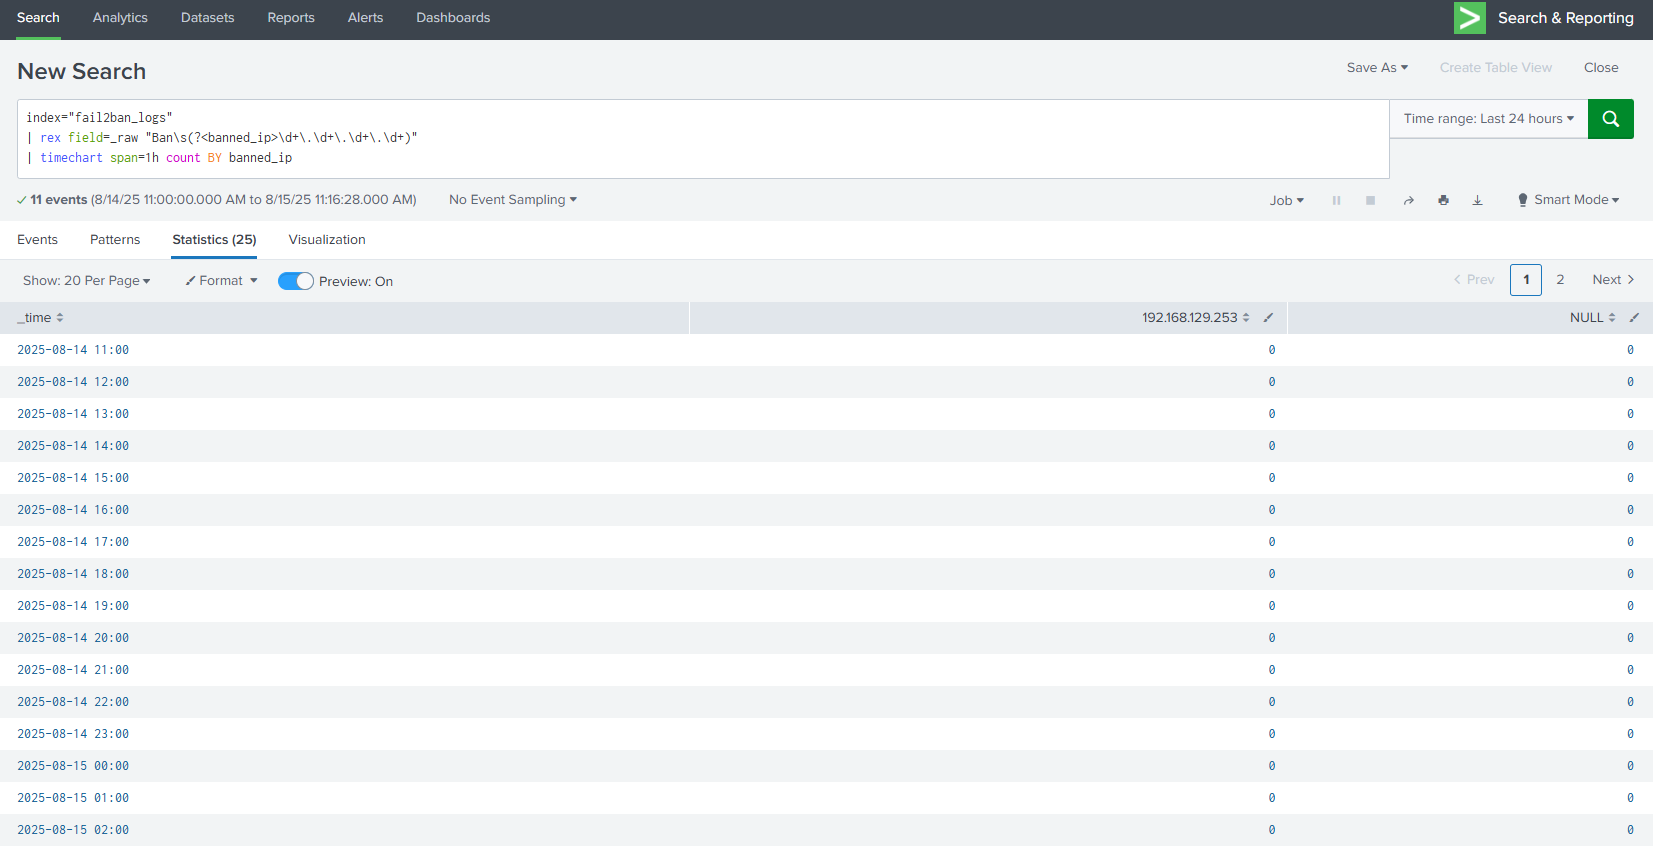 Search Analytics Datasets Reports Alerts Dashboards > Search & Reporting
New Search Save As Create Table View Close
index="fail2ban_logs"
| rex field=_raw "Ban\s(?<banned_ip>\d+\.\d+\.\d+\.\d+)"
| timechart span=1h count BY banned_ip
Time range: Last 24 hours
11 events (8/14/25 11:00:00.000 AM to 8/15/25 11:16:28.000 AM) No Event Sampling Job Smart Mode
Events Patterns Statistics (25) Visualization
Show: 20 Per Page Format Preview: On < Prev 1 2 Next >
_time 192.168.129.253 NULL
2025-08-14 11:00 0 0
2025-08-14 12:00 0 0
2025-08-14 13:00 0 0
2025-08-14 14:00 0 0
2025-08-14 15:00 0 0
2025-08-14 16:00 0 0
2025-08-14 17:00 0 0
2025-08-14 18:00 0 0
2025-08-14 19:00 0 0
2025-08-14 20:00 0 0
2025-08-14 21:00 0 0
2025-08-14 22:00 0 0
2025-08-14 23:00 0 0
2025-08-15 00:00 0 0
2025-08-15 01:00 0 0
2025-08-15 02:00 0 0